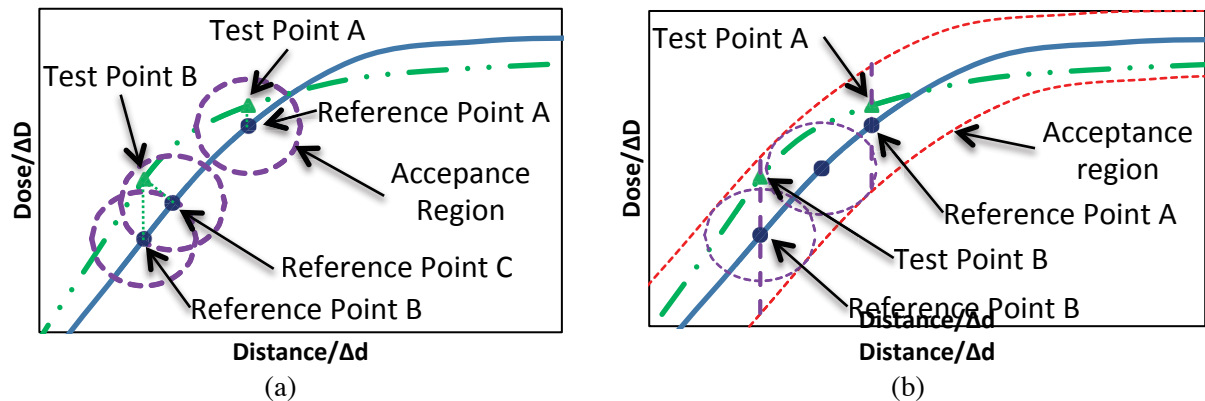 Test Point A
Test Point B
Reference Point A
Accepance
Region
Reference Point C
Reference Point B
Dose/ΔD
Distance/Δd
(a)
Test Point A
Acceptance
region
Reference Point A
Test Point B
Reference Point B
Dose/ΔD
Distance/Δd
Distance/Δd
(b)